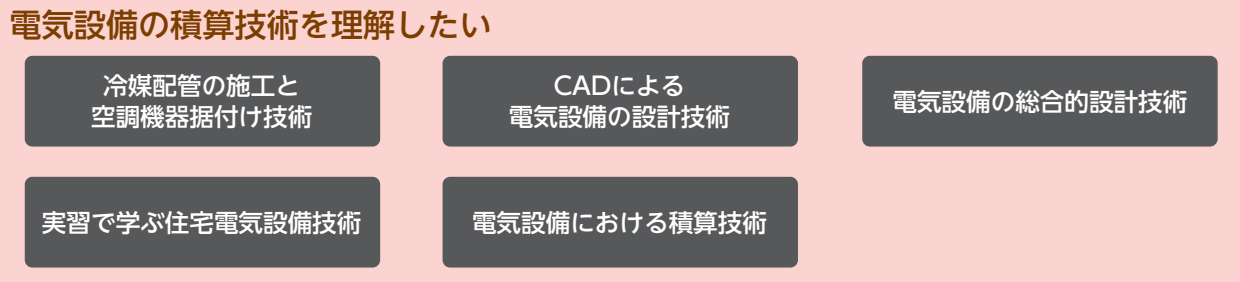 電気設備の積算技術を理解したい
冷媒配管の施工と
空調機器据付け技術
CADによる
電気設備の設計技術
電気設備の総合的設計技術
実習で学ぶ住宅電気設備技術
電気設備における積算技術